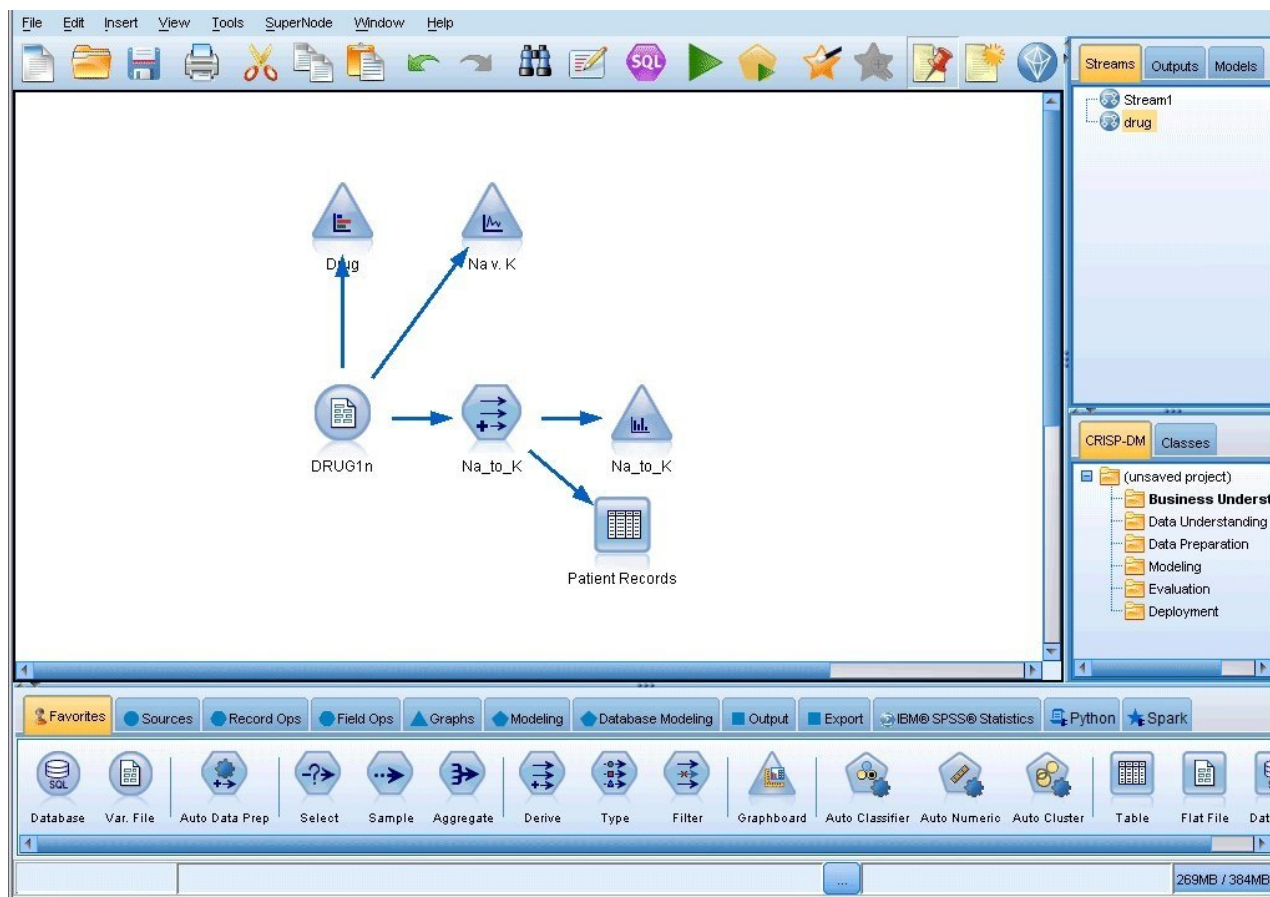 File Edit Insert View Tools SuperNode Window Help
SQL
Streams Outputs Models
Stream1
drug
Drug
Na v. K
DRUG1n
Na_to_K
Na_to_K
Patient Records
CRISP-DM Classes
(unsaved project)
Business Underst
Data Understanding
Data Preparation
Modeling
Evaluation
Deployment
Favorites Sources Record Ops Field Ops Graphs Modeling Database Modeling Output Export IBM® SPSS® Statistics Python Spark
SQL
Database Var. File Auto Data Prep Select Sample Aggregate Derive Type Filter Graphboard Auto Classifier Auto Numeric Auto Cluster Table Flat File Dat
...
269MB / 384MB